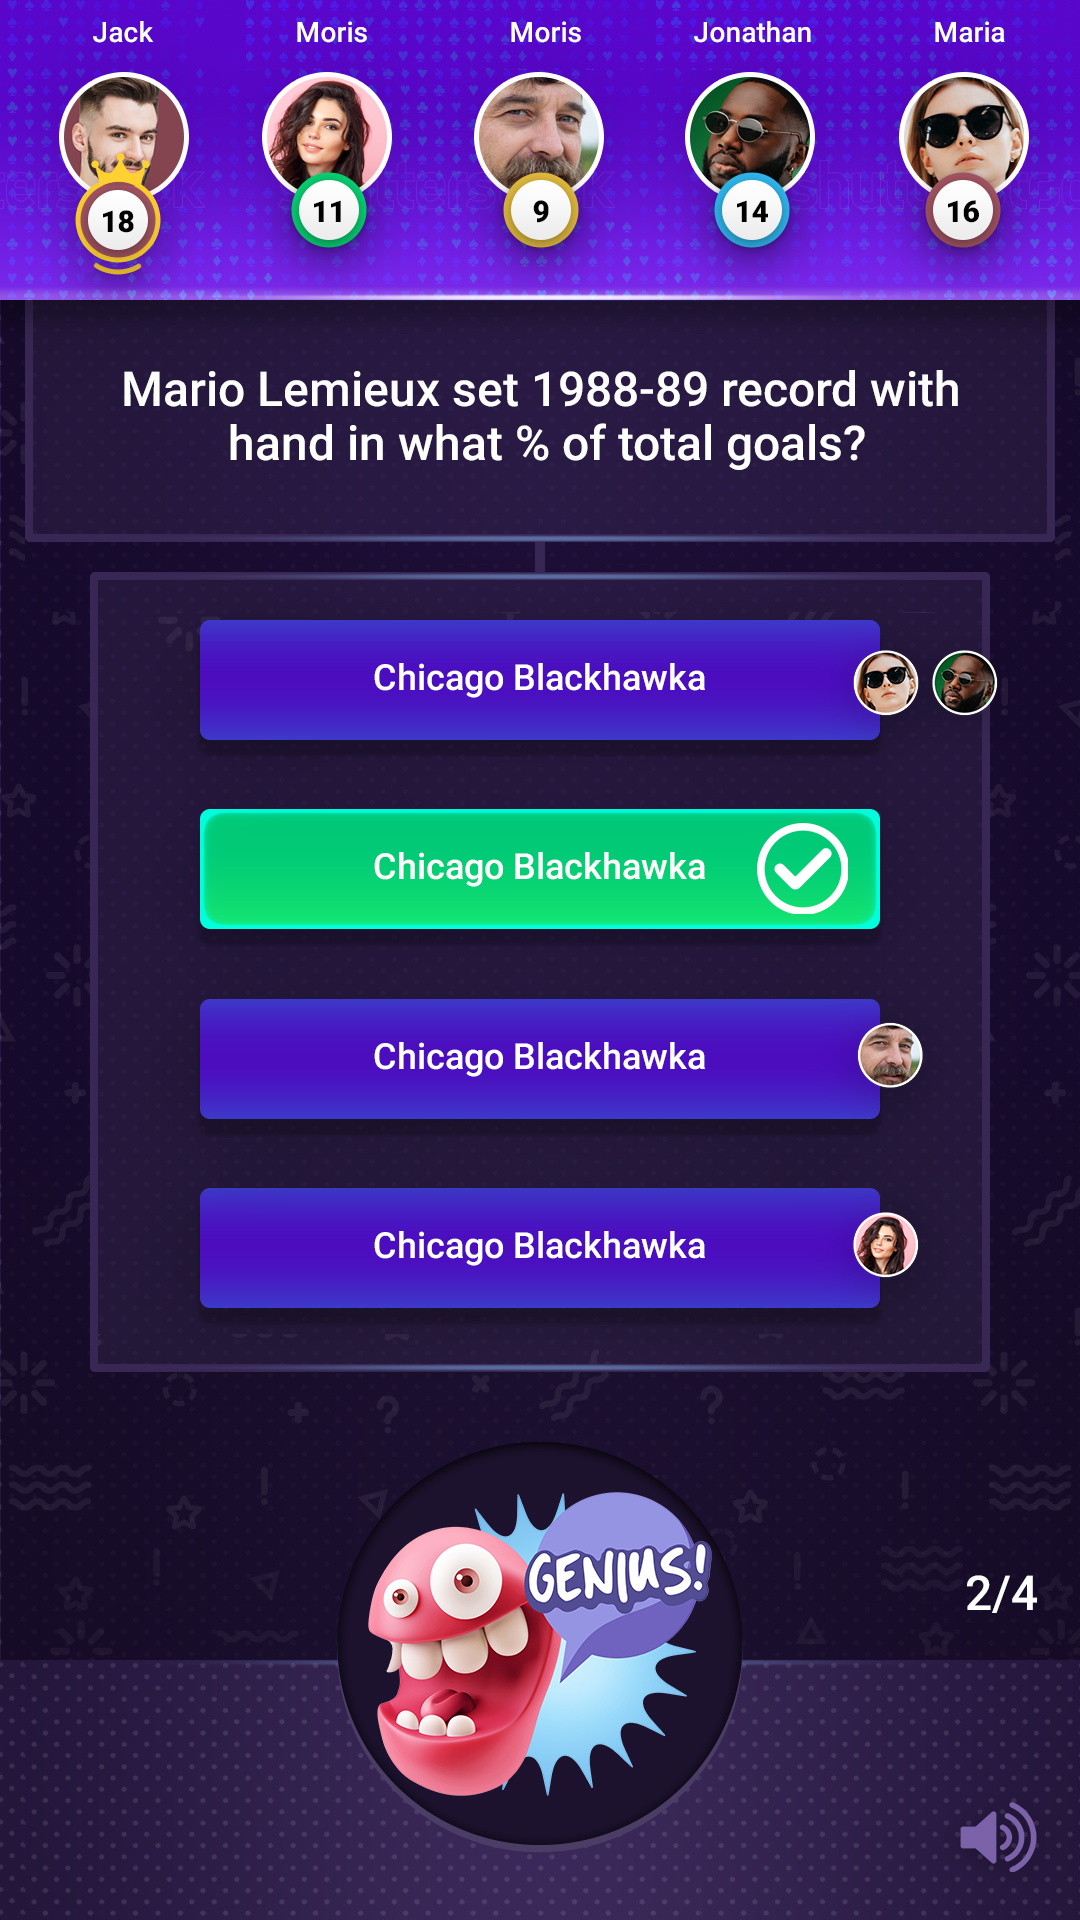 Jack Moris Moris Jonathan Maria
18 11 9 14 16
Mario Lemieux set 1988-89 record with
hand in what % of total goals?
Chicago Blackhawka
Chicago Blackhawka
Chicago Blackhawka
Chicago Blackhawka
GENIUS!
2/4